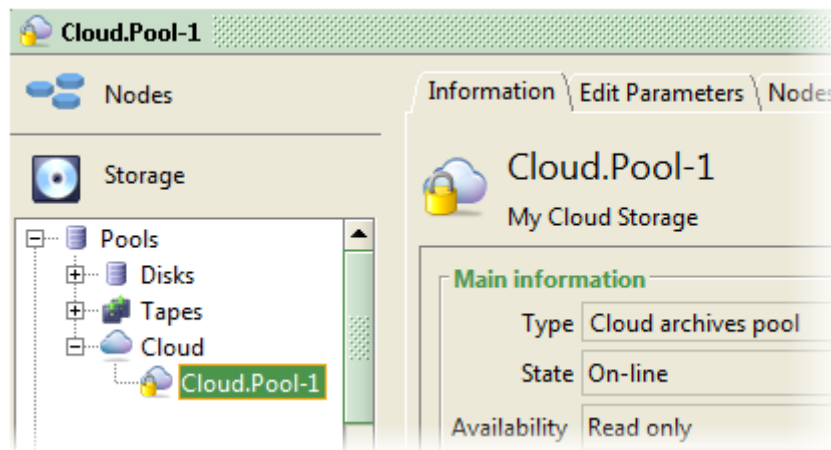 Cloud.Pool-1
Nodes
Storage
Pools
Disks
Tapes
Cloud
Cloud.Pool-1
Information Edit Parameters Nodes
Cloud.Pool-1
My Cloud Storage
Main information
Type Cloud archives pool
State On-line
Availability Read only